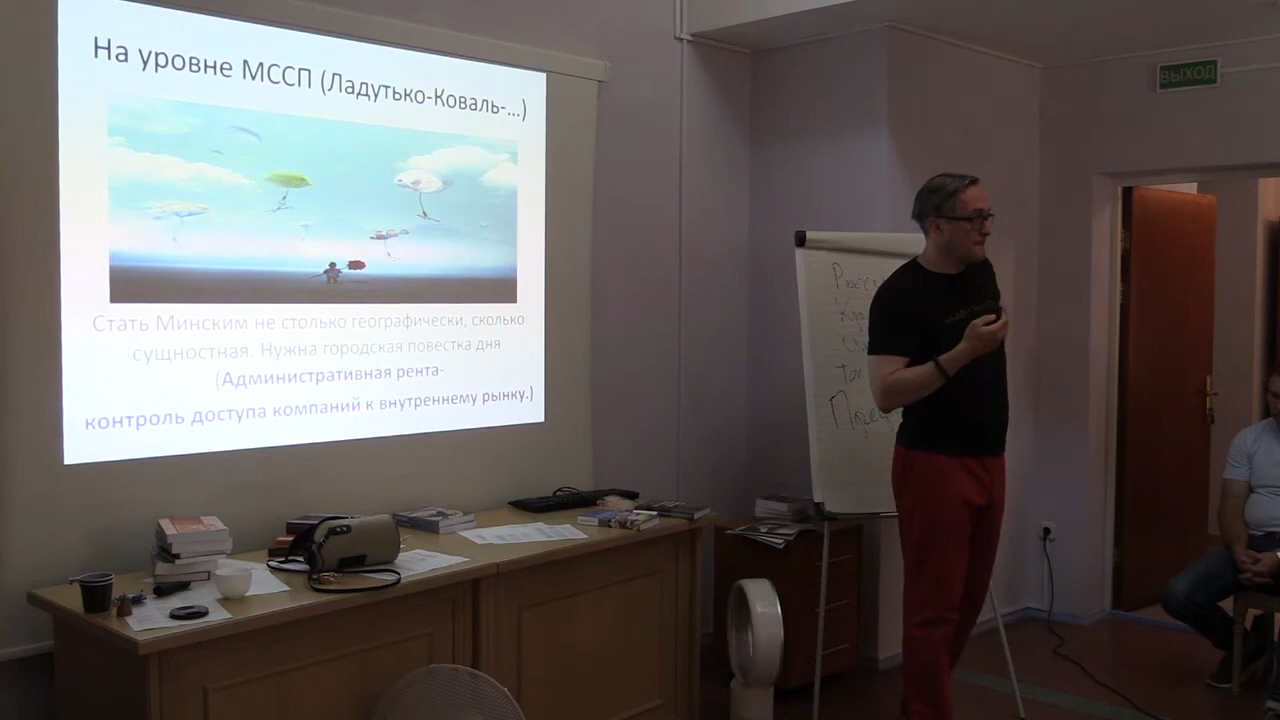 На уровне МССП (Ладутько-Коваль-...)
Стать Минским не столько географически, сколько
сущностная. Нужна городская повестка дня
(Административная рента-
контроль доступа компаний к внутреннему рынку.)
ВЫХОД